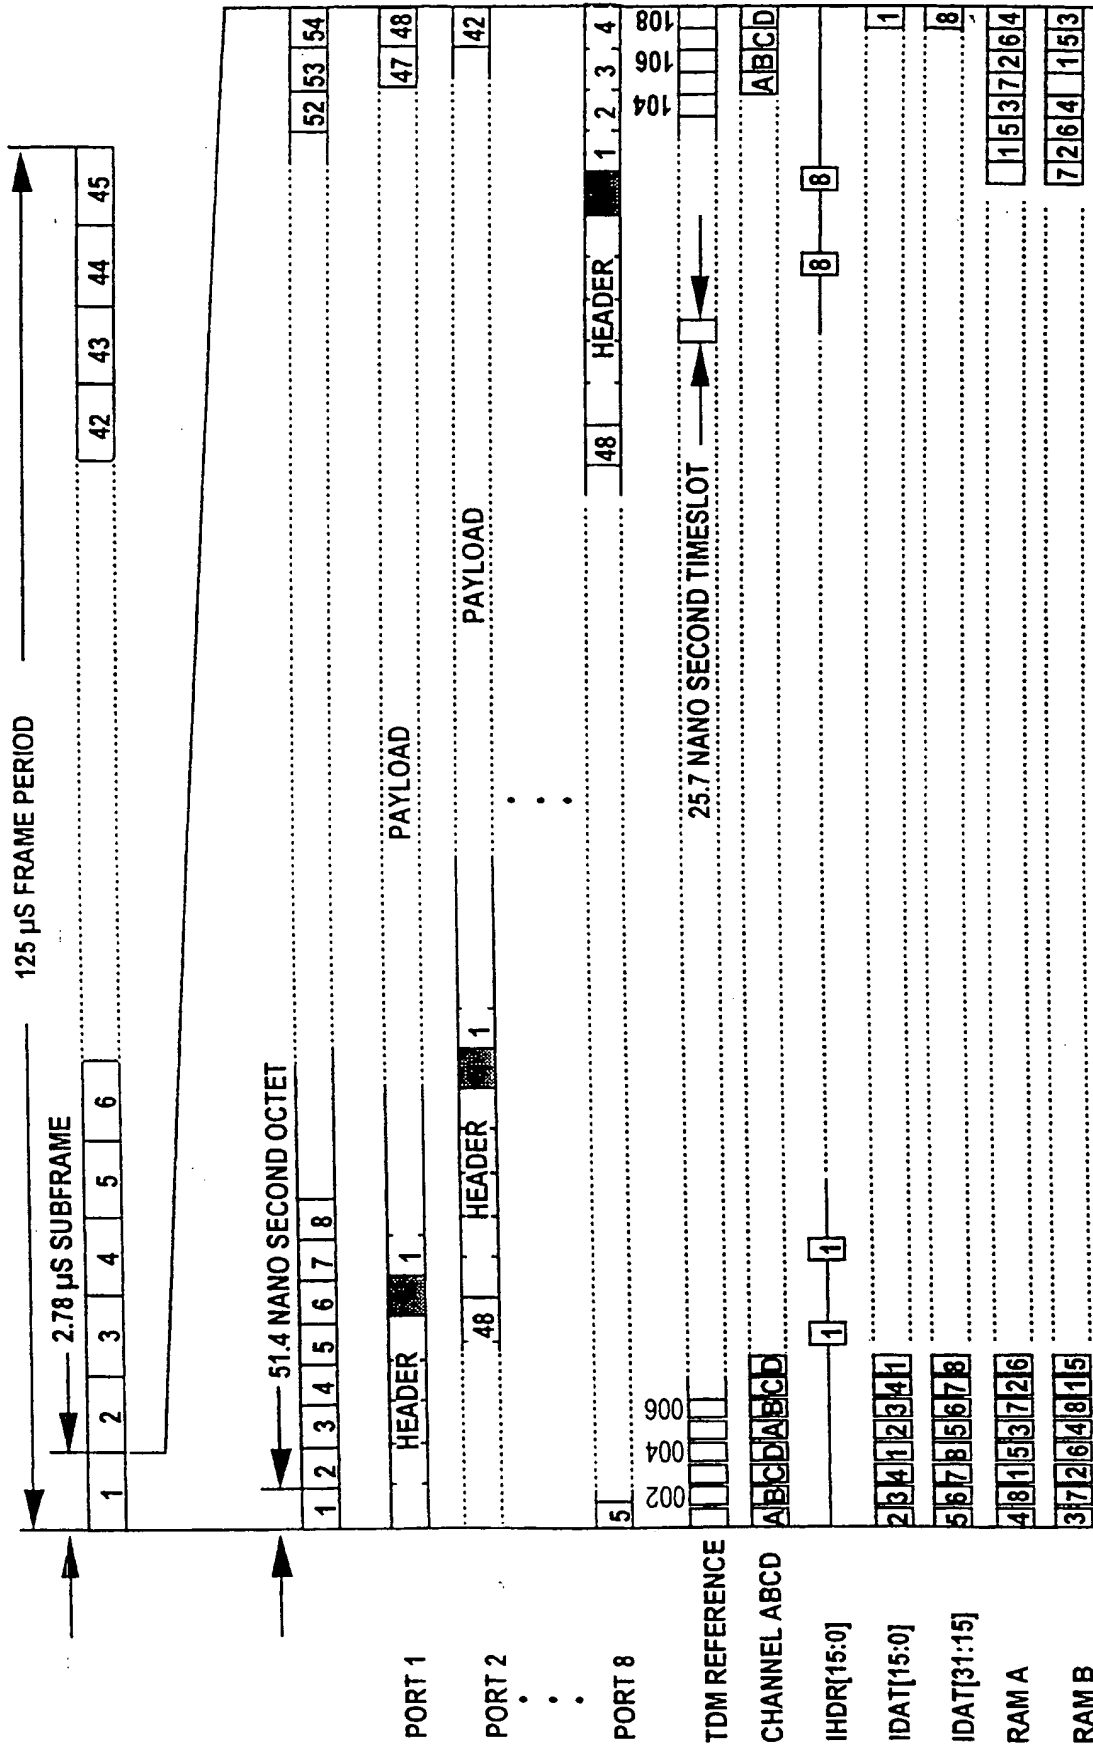 125 µS FRAME PERIOD
2.78 µS SUBFRAME
1 2 3 4 5 6 42 43 44 45
51.4 NANO SECOND OCTET
1 2 3 4 5 6 7 8 52 53 54
PORT 1 HEADER 1 PAYLOAD 47 48
PORT 2 48 HEADER 1 PAYLOAD 42
PORT 8 5 48 HEADER 1 2 3 4
002 004 006 104 106 108
TDM REFERENCE 25.7 NANO SECOND TIMESLOT
CHANNEL ABCD A B C D A B C D A B C D
IHDR[15:0] 1 1 8 8
IDAT[15:0] 2 3 4 1 2 3 4 1 1
IDAT[31:15] 5 6 7 8 5 6 7 8 8
RAM A 4 8 1 5 3 7 2 6 1 5 3 7 2 6 4
RAM B 3 7 2 6 4 8 1 5 7 2 6 4 1 5 3